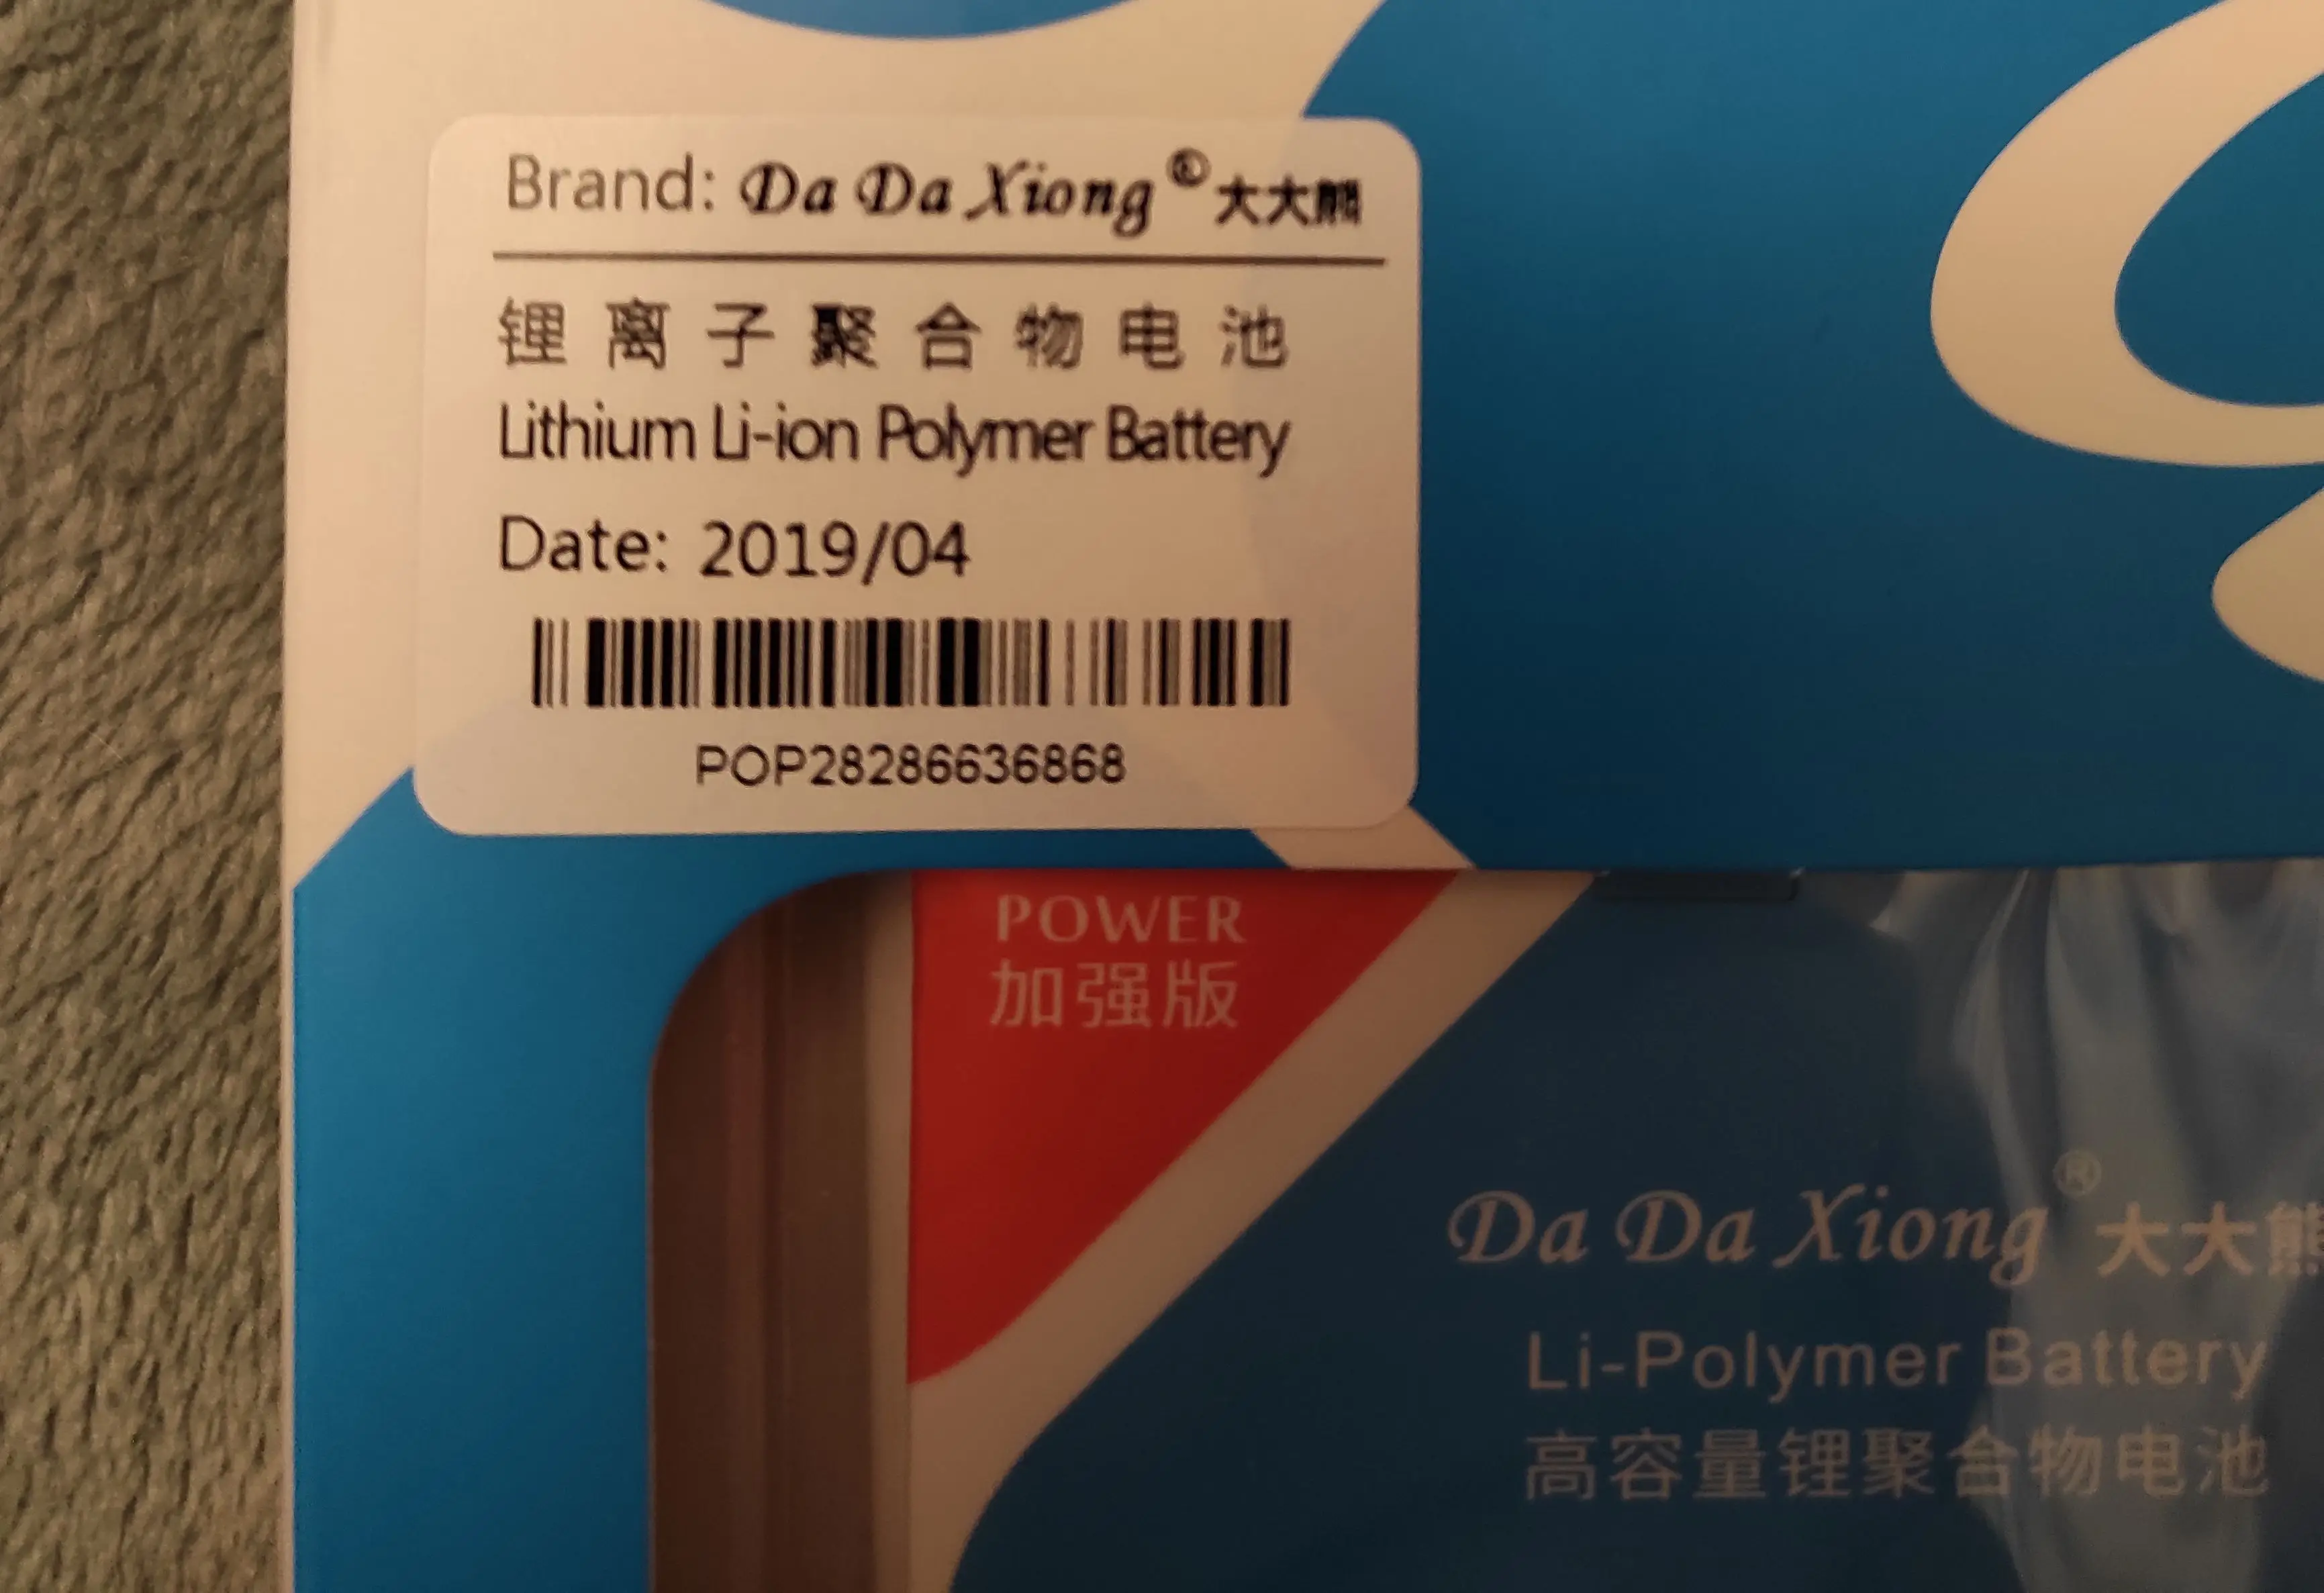 Brand: Da Da Xiong® 大大熊
锂离子聚合物电池
Lithium Li-ion Polymer Battery
Date: 2019/04
POP28286636868
POWER
加强版
Da Da Xiong® 大大熊
Li-Polymer Battery
高容量锂聚合物电池